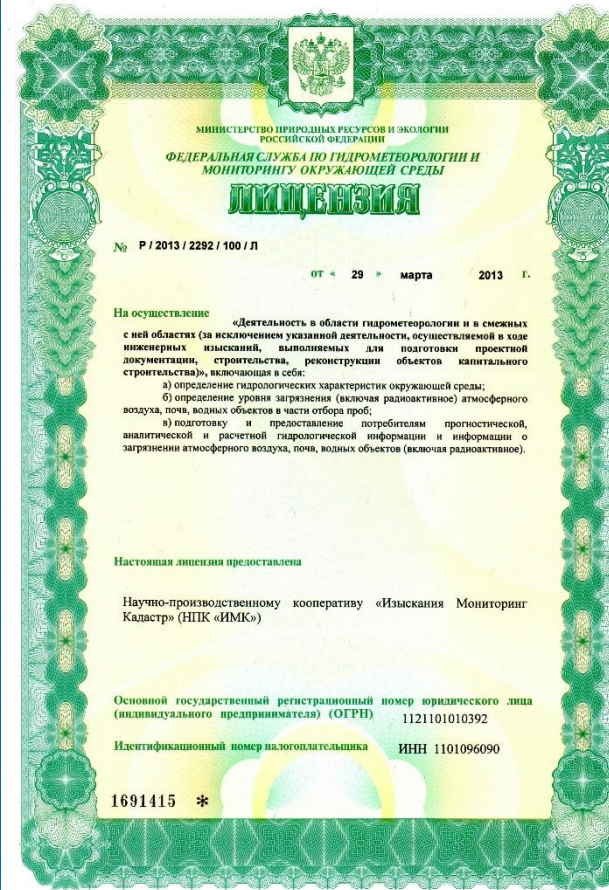 МИНИСТЕРСТВО ПРИРОДНЫХ РЕСУРСОВ И ЭКОЛОГИИ
РОССИЙСКОЙ ФЕДЕРАЦИИ
ФЕДЕРАЛЬНАЯ СЛУЖБА ПО ГИДРОМЕТЕОРОЛОГИИ И
МОНИТОРИНГУ ОКРУЖАЮЩЕЙ СРЕДЫ
ЛИЦЕНЗИЯ
№ Р / 2013 / 2292 / 100 / Л
от « 29 » марта 2013 г.
На осуществление
«Деятельность в области гидрометеорологии и в смежных
с ней областях (за исключением указанной деятельности, осуществляемой в ходе
инженерных изысканий, выполняемых для подготовки проектной
документации, строительства, реконструкции объектов капитального
строительства)», включающая в себя:
а) определение гидрологических характеристик окружающей среды;
б) определение уровня загрязнения (включая радиоактивное) атмосферного
воздуха, почв, водных объектов в части отбора проб;
в) подготовку и предоставление потребителям прогностической,
аналитической и расчетной гидрологической информации и информации о
загрязнении атмосферного воздуха, почв, водных объектов (включая радиоактивное).
Настоящая лицензия предоставлена
Научно-производственному кооперативу «Изыскания Мониторинг
Кадастр» (НПК «ИМК»)
Основной государственный регистрационный номер юридического лица
(индивидуального предпринимателя) (ОГРН) 1121101010392
Идентификационный номер налогоплательщика ИНН 1101096090
1691415 *